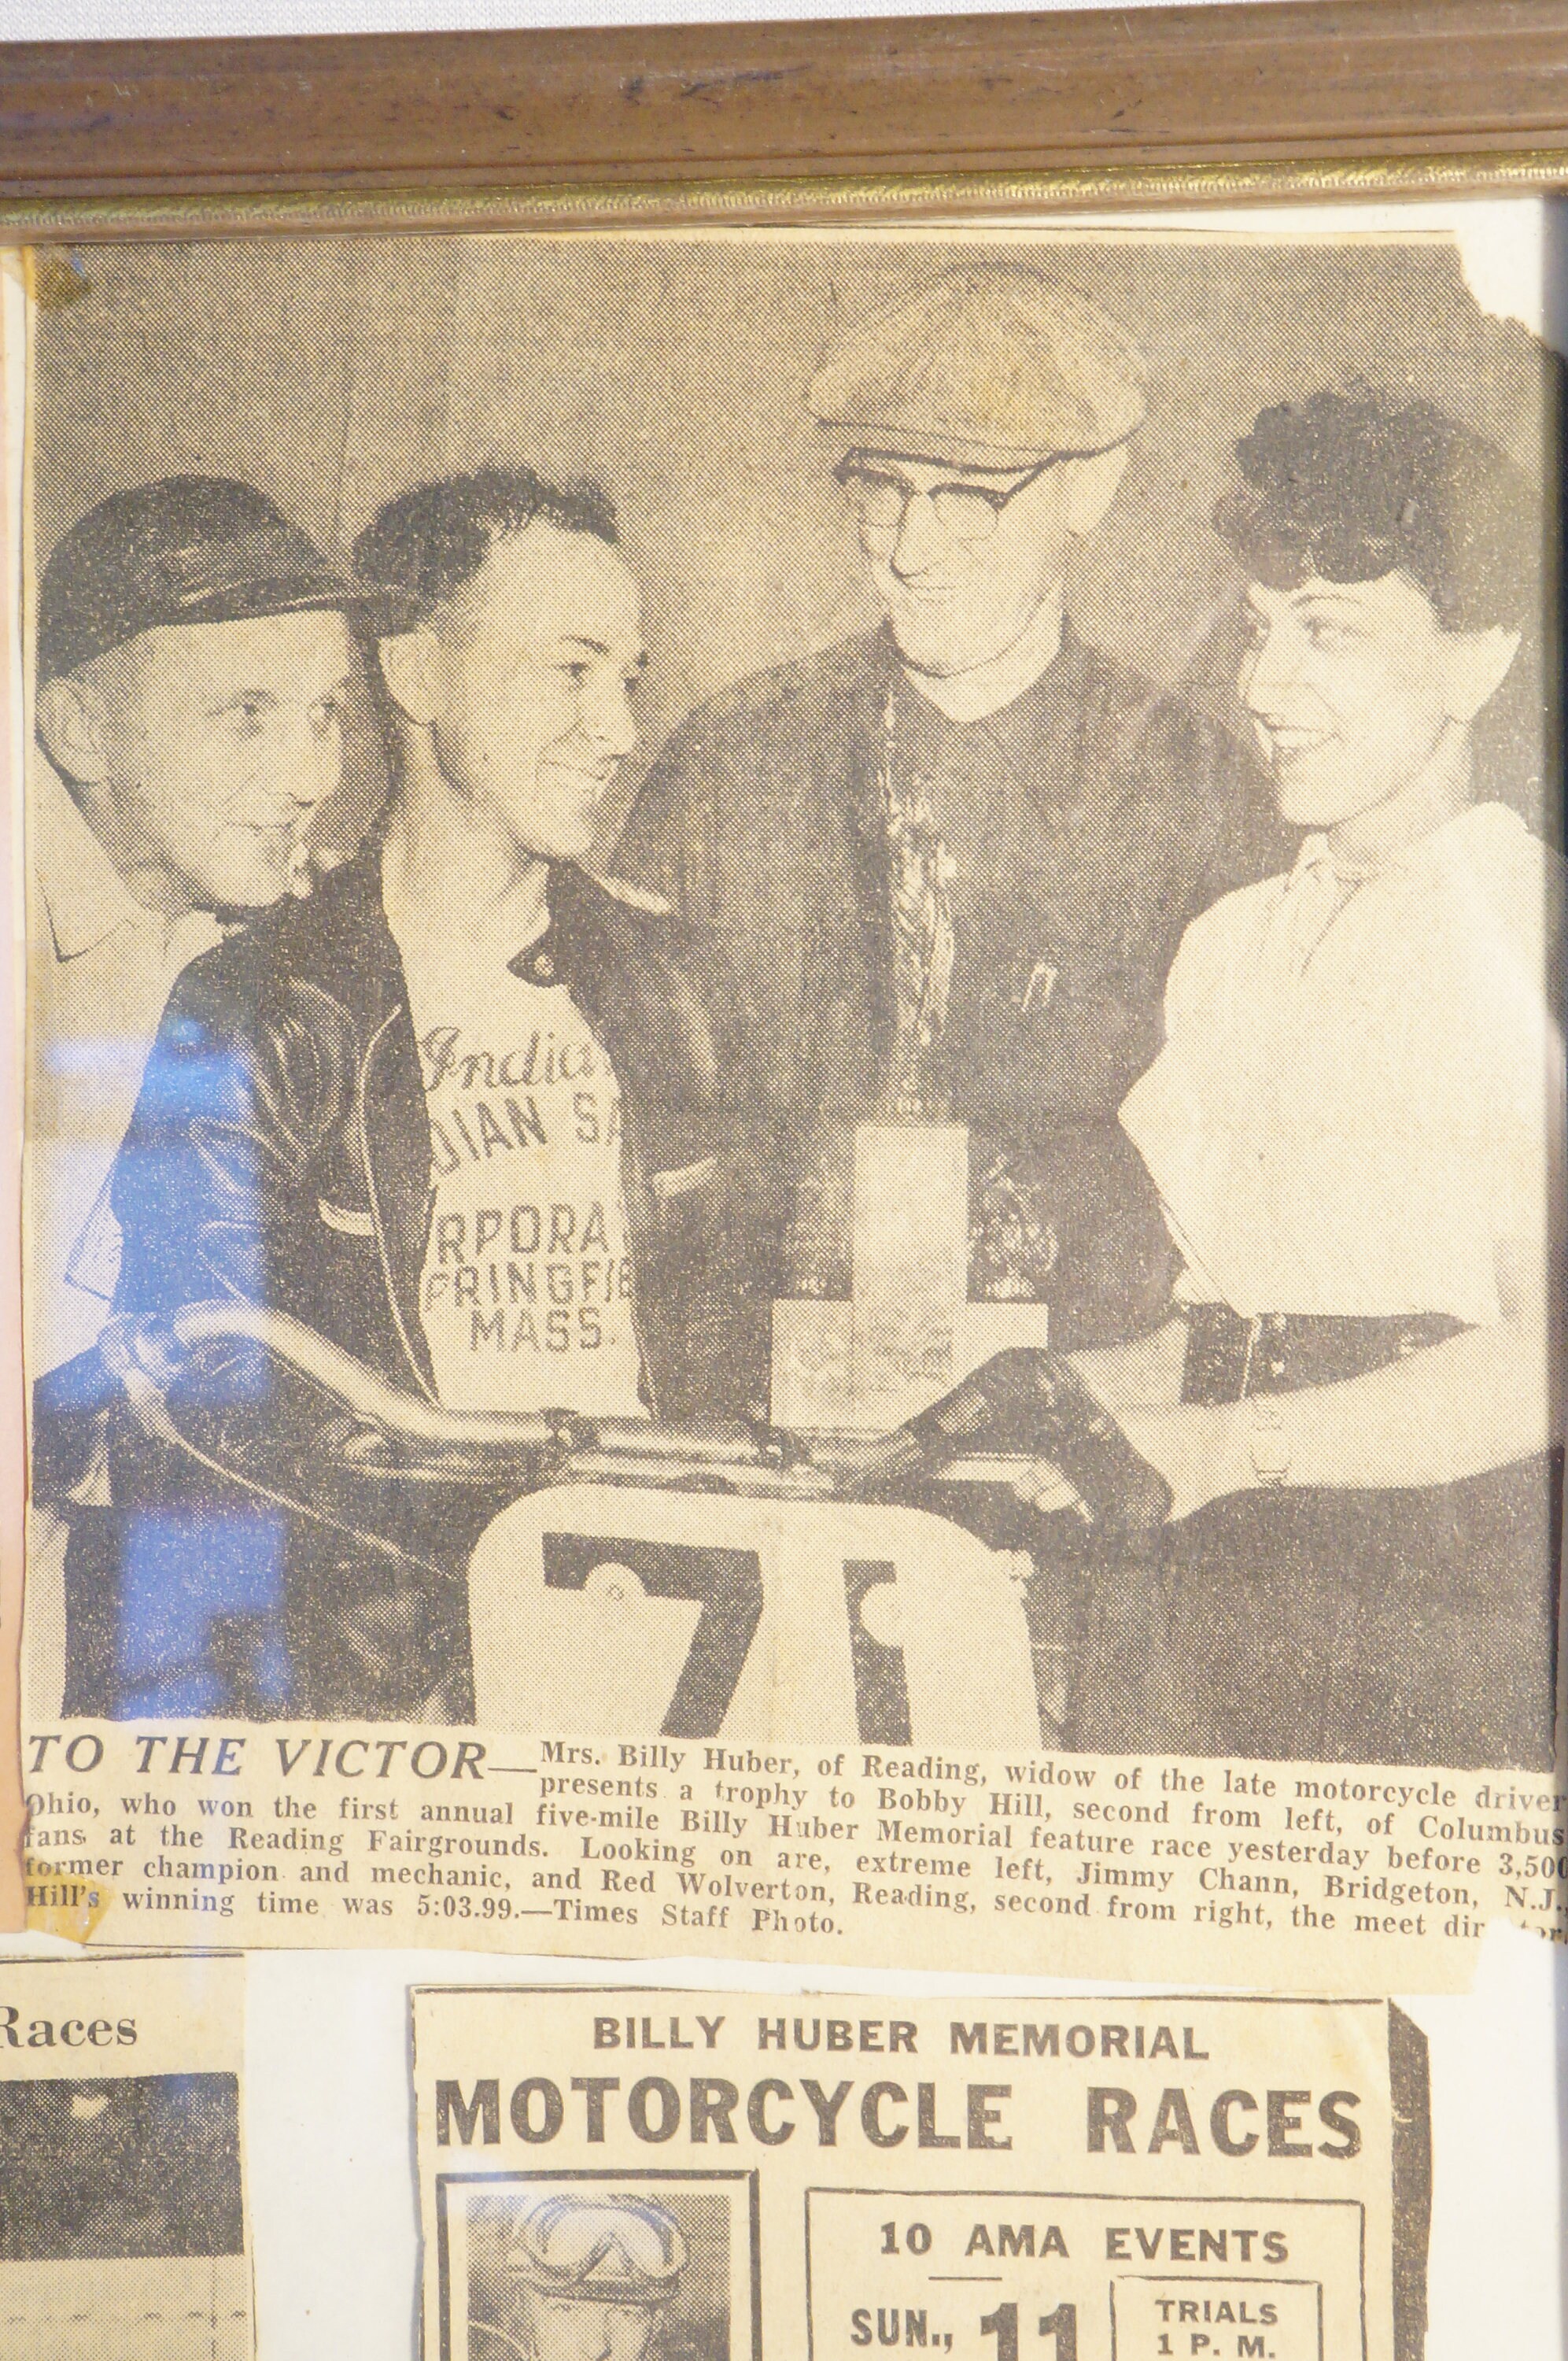 Indian
DIAN SA
RPORA
PRINGFIE
MASS.
71
TO THE VICTOR—Mrs. Billy Huber, of Reading, widow of the late motorcycle driver
presents a trophy to Bobby Hill, second from left, of Columbus
Ohio, who won the first annual five-mile Billy Huber Memorial feature race yesterday before 3,500
fans at the Reading Fairgrounds. Looking on are, extreme left, Jimmy Chann, Bridgeton, N.J.,
former champion and mechanic, and Red Wolverton, Reading, second from right, the meet dir tor
Hill's winning time was 5:03.99.—Times Staff Photo.
Races
BILLY HUBER MEMORIAL
MOTORCYCLE RACES
10 AMA EVENTS
SUN., 11
TRIALS
1 P. M.